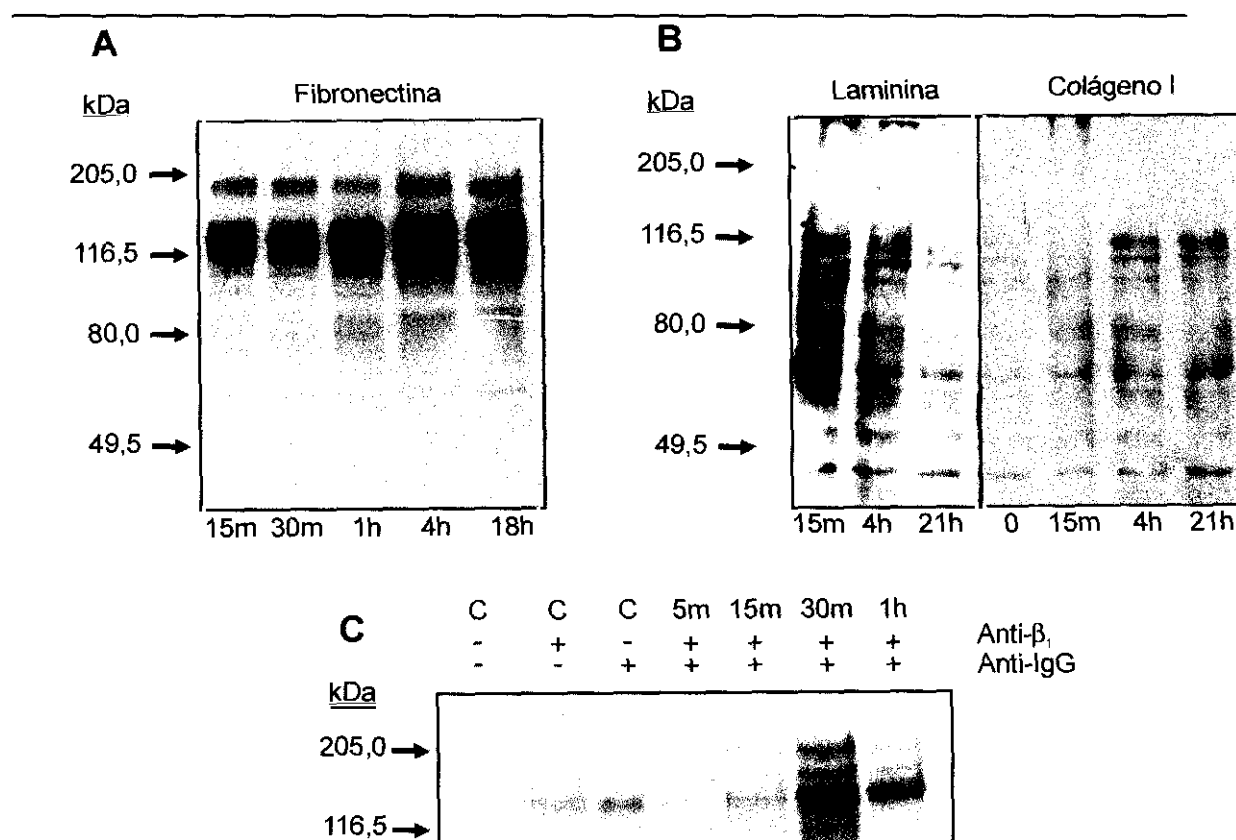 A
Fibronectina
kDa
205,0
116,5
80,0
49,5
15m 30m 1h 4h 18h
B
Laminina Colágeno I
kDa
205,0
116,5
80,0
49,5
15m 4h 21h 0 15m 4h 21h
C
C C C 5m 15m 30m 1h
- + - + + + + Anti-β₁
- - + + + + + Anti-IgG
kDa
205,0
116,5